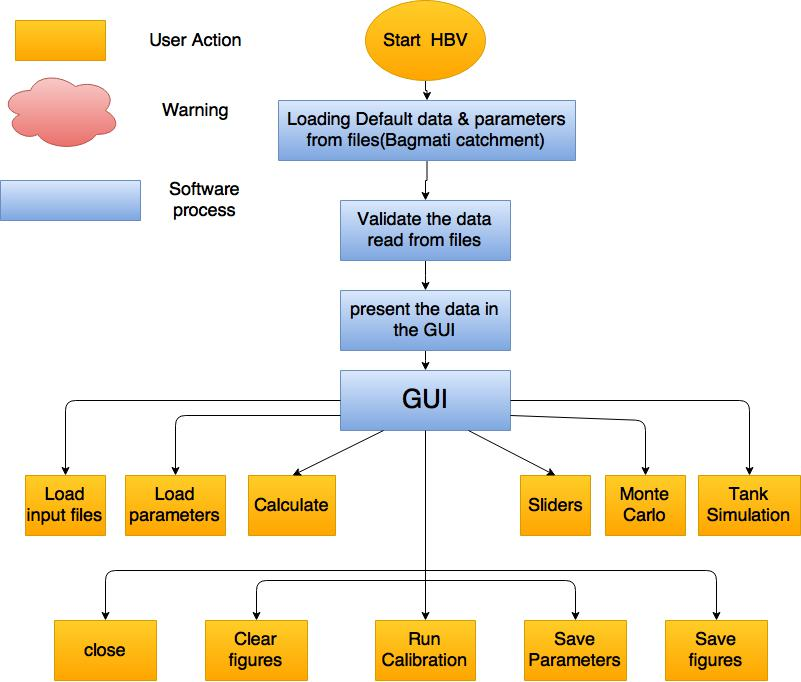 User Action
Start HBV
Warning
Loading Default data & parameters
from files(Bagmati catchment)
Software
process
Validate the data
read from files
present the data in
the GUI
GUI
Load
input files
Load
parameters
Calculate
Sliders
Monte
Carlo
Tank
Simulation
close
Clear
figures
Run
Calibration
Save
Parameters
Save
figures